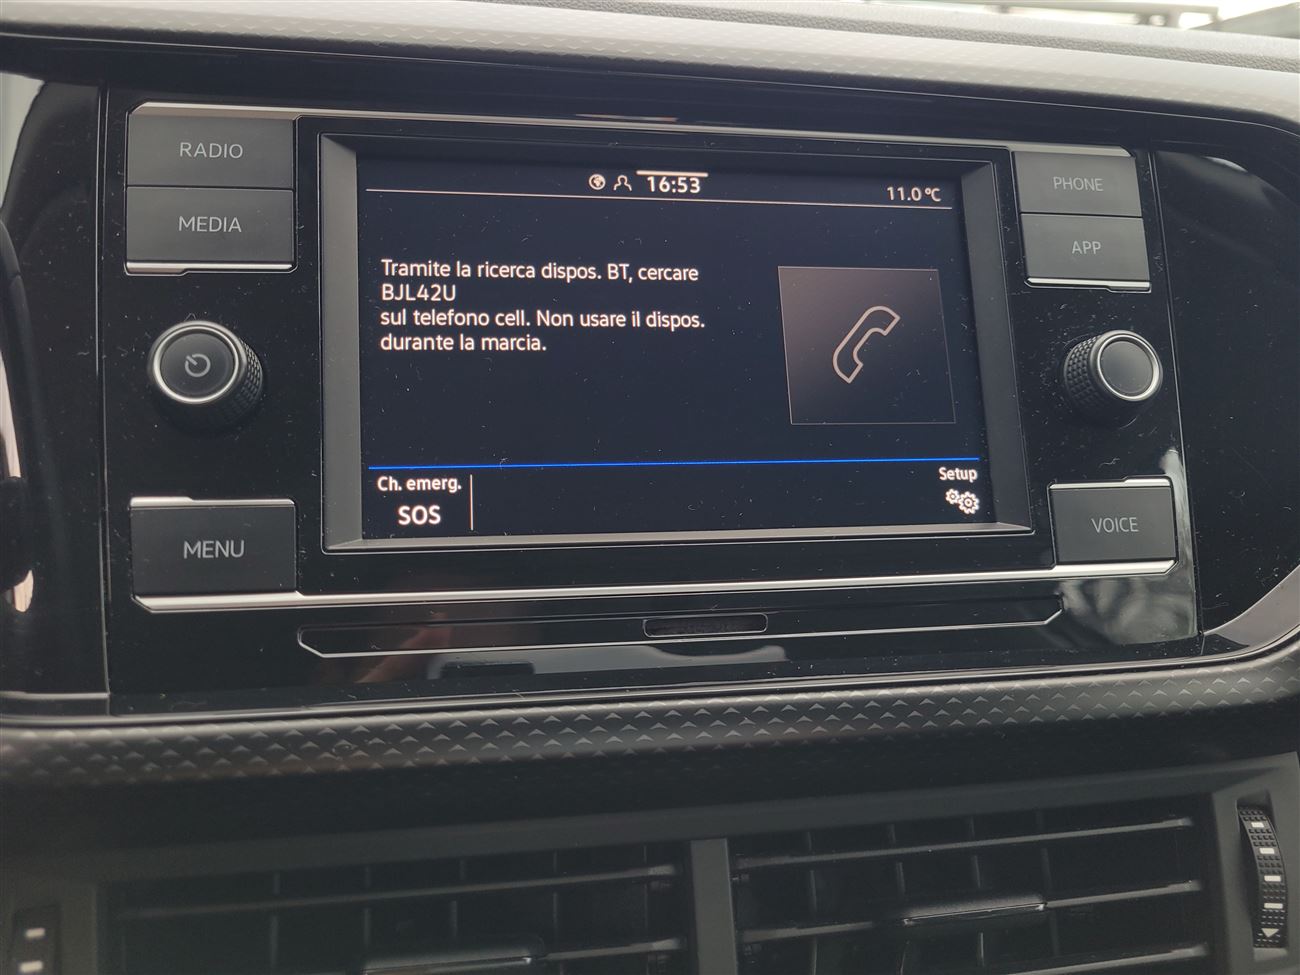 RADIO
MEDIA
MENU
16:53
11.0 °C
Tramite la ricerca dispos. BT, cercare
BJL42U
sul telefono cell. Non usare il dispos.
durante la marcia.
Ch. emerg.
SOS
Setup
PHONE
APP
VOICE